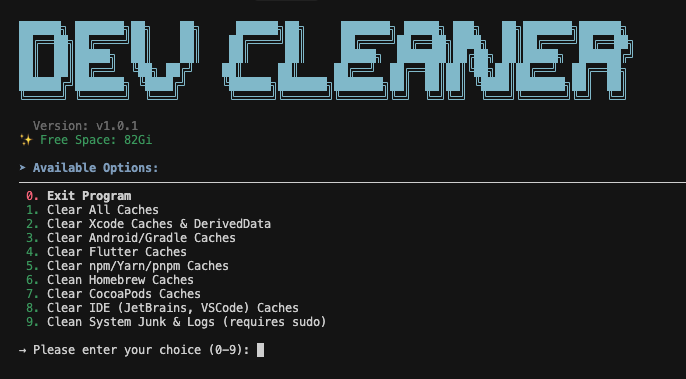 DEV CLEANER
Version: v1.0.1
✨ Free Space: 82Gi
➤ Available Options:
0. Exit Program
1. Clear All Caches
2. Clear Xcode Caches & DerivedData
3. Clear Android/Gradle Caches
4. Clear Flutter Caches
5. Clear npm/Yarn/pnpm Caches
6. Clean Homebrew Caches
7. Clear CocoaPods Caches
8. Clear IDE (JetBrains, VSCode) Caches
9. Clean System Junk & Logs (requires sudo)
→ Please enter your choice (0-9):